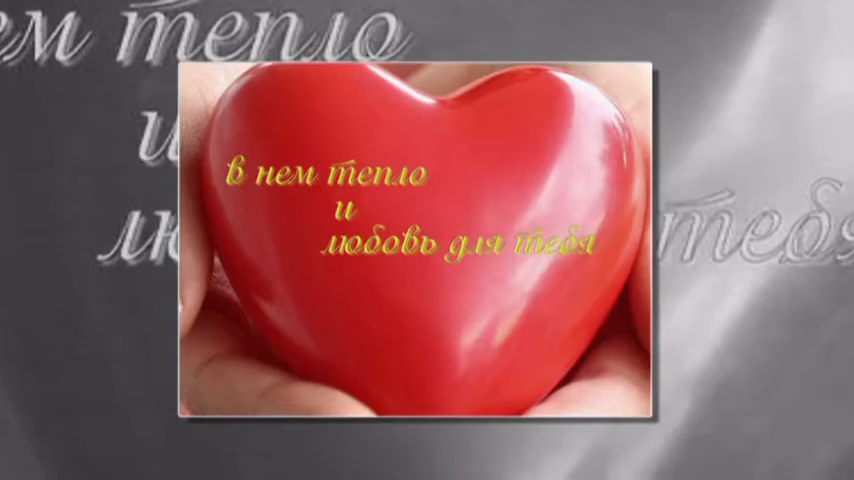 в нем тепло
и
любовь для тебя